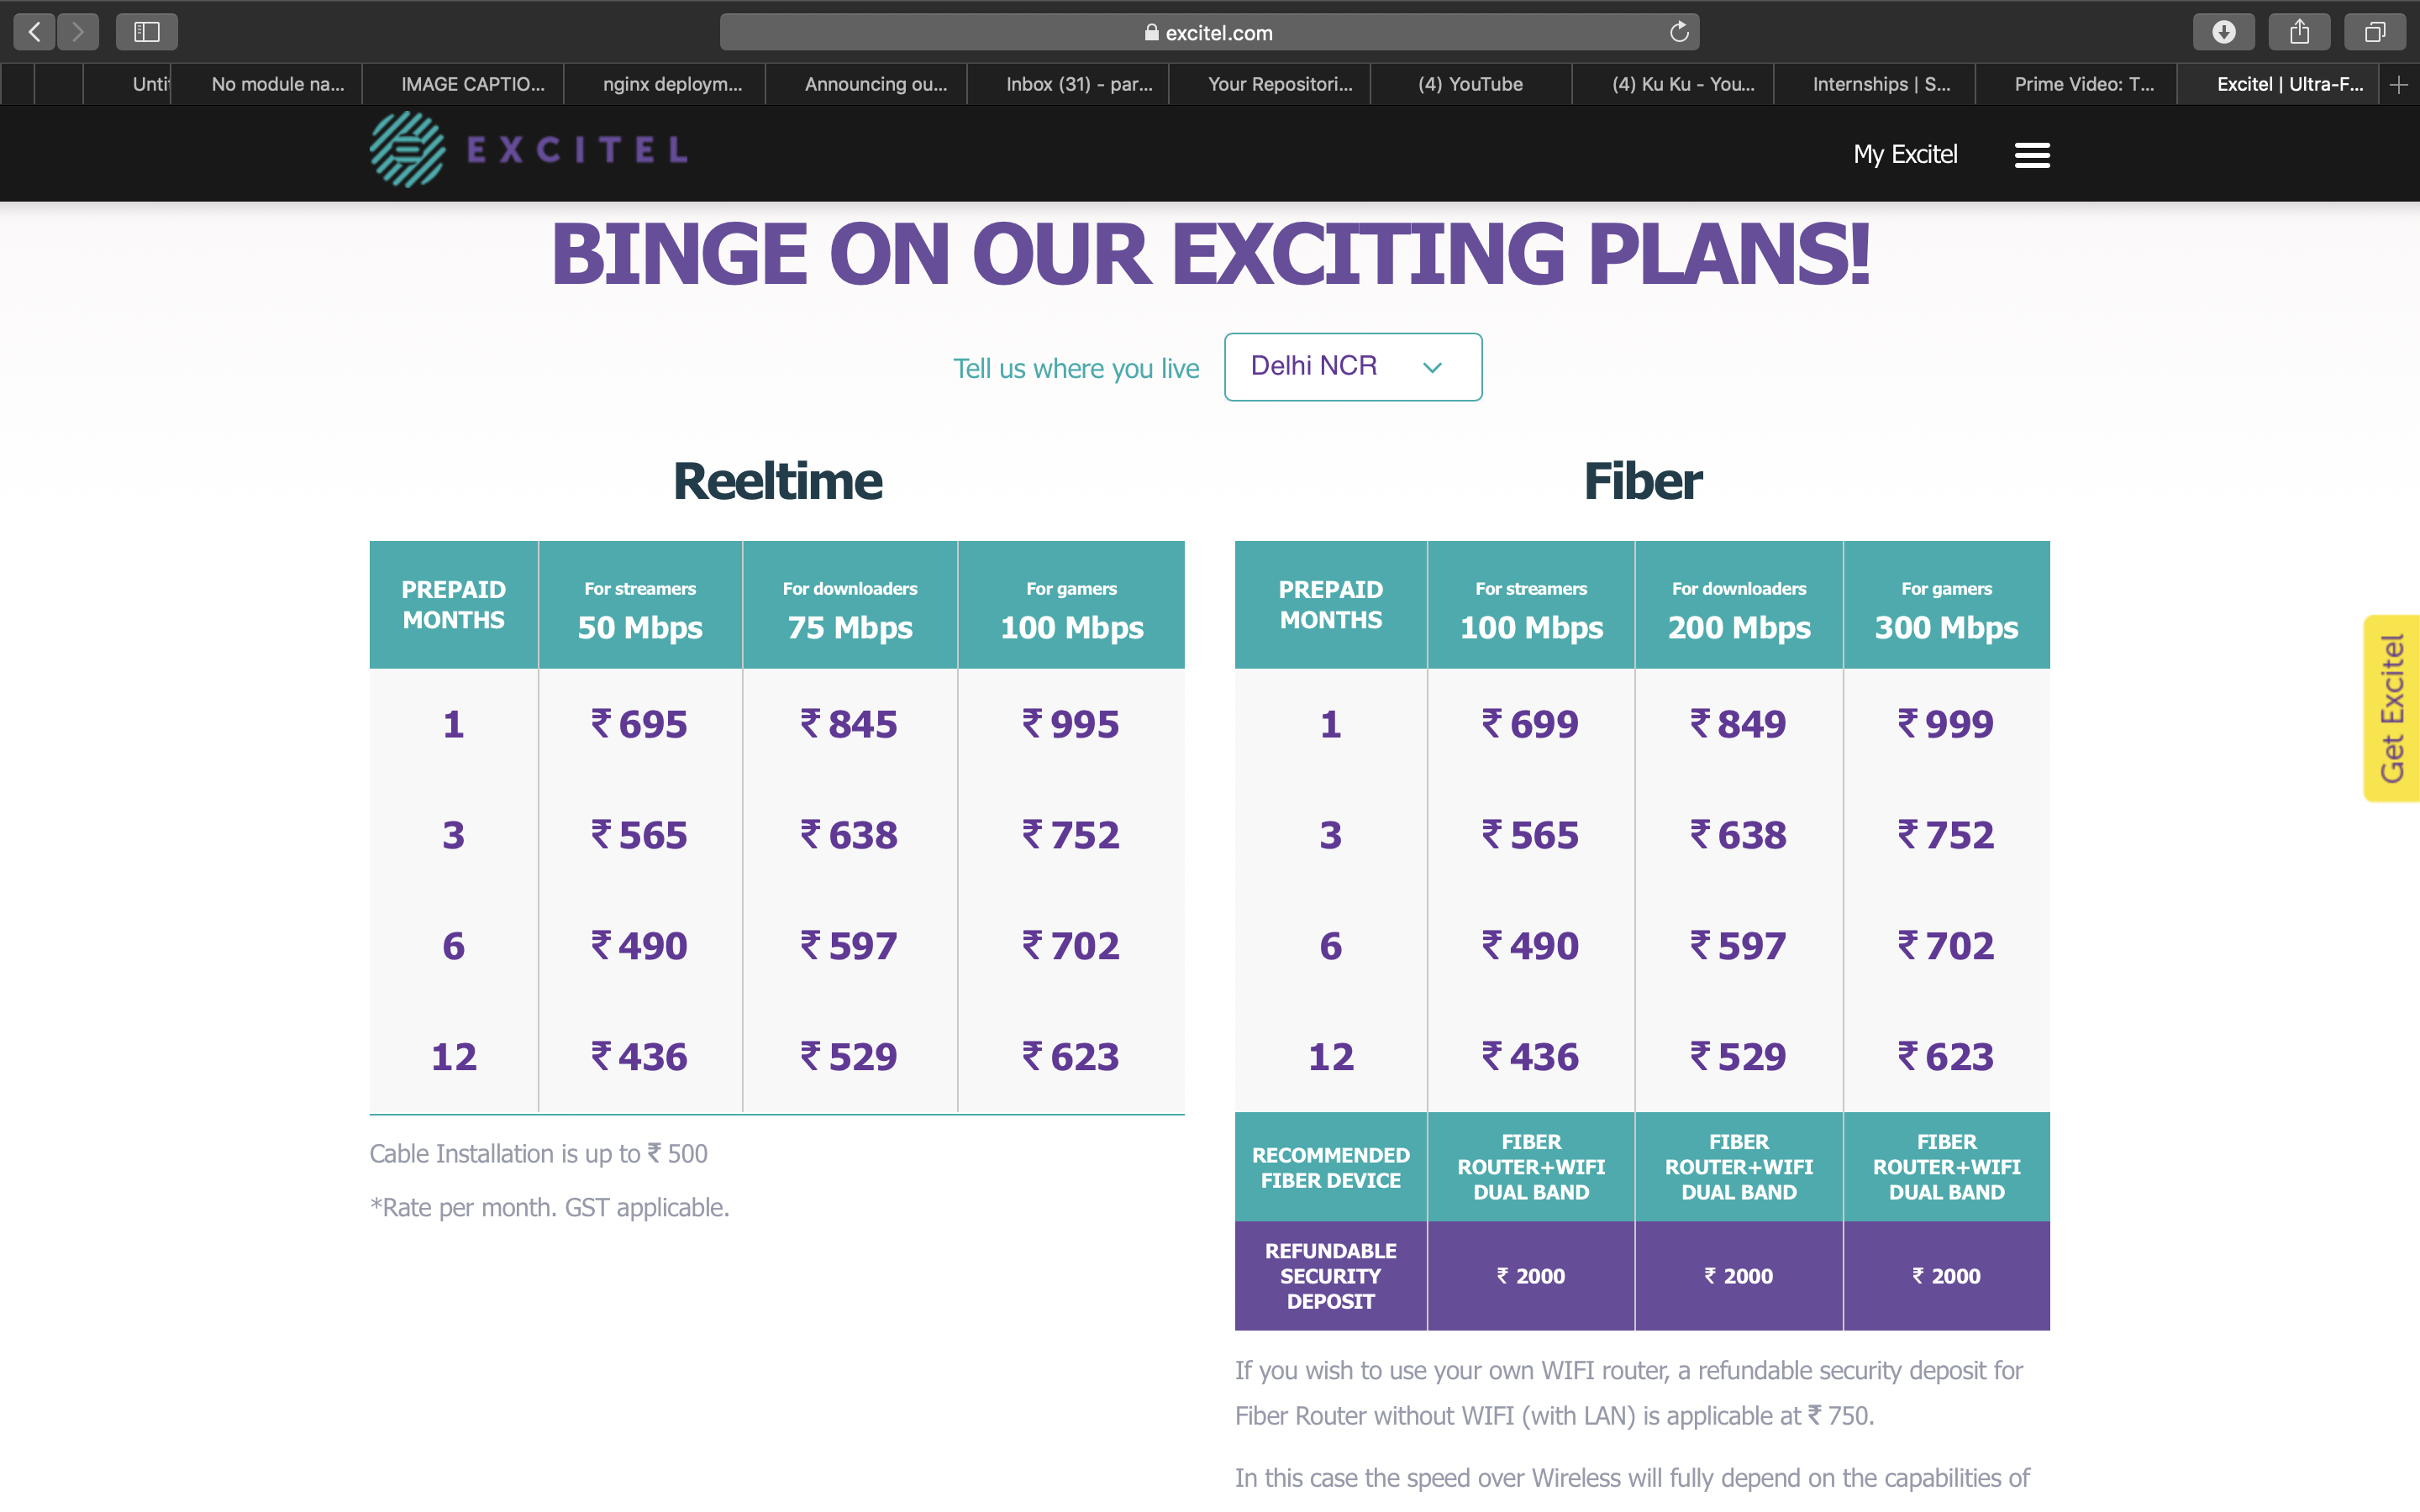 excitel.com
Unti
No module na...
IMAGE CAPTIO...
nginx deploym...
Announcing ou...
Inbox (31) - par...
Your Repositori...
(4) YouTube
(4) Ku Ku - You...
Internships | S...
Prime Video: T...
Excitel | Ultra-F...
EXCITEL
My Excitel
BINGE ON OUR EXCITING PLANS!
Tell us where you live
Delhi NCR
Reeltime
PREPAID
MONTHS
For streamers
50 Mbps
For downloaders
75 Mbps
For gamers
100 Mbps
1 ₹ 695 ₹ 845 ₹ 995
3 ₹ 565 ₹ 638 ₹ 752
6 ₹ 490 ₹ 597 ₹ 702
12 ₹ 436 ₹ 529 ₹ 623
Cable Installation is up to ₹ 500
*Rate per month. GST applicable.
Fiber
PREPAID
MONTHS
For streamers
100 Mbps
For downloaders
200 Mbps
For gamers
300 Mbps
1 ₹ 699 ₹ 849 ₹ 999
3 ₹ 565 ₹ 638 ₹ 752
6 ₹ 490 ₹ 597 ₹ 702
12 ₹ 436 ₹ 529 ₹ 623
RECOMMENDED
FIBER DEVICE
FIBER
ROUTER+WIFI
DUAL BAND
FIBER
ROUTER+WIFI
DUAL BAND
FIBER
ROUTER+WIFI
DUAL BAND
REFUNDABLE
SECURITY
DEPOSIT
₹ 2000
₹ 2000
₹ 2000
If you wish to use your own WIFI router, a refundable security deposit for
Fiber Router without WIFI (with LAN) is applicable at ₹ 750.
In this case the speed over Wireless will fully depend on the capabilities of
Get Excitel